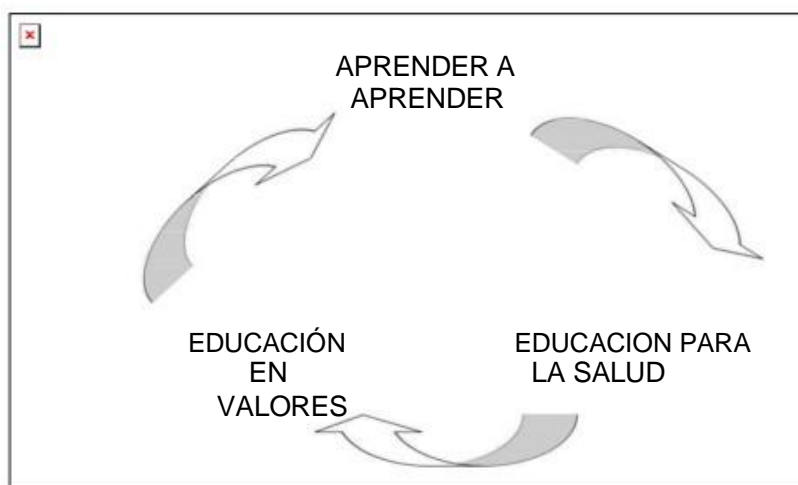 APRENDER A
APRENDER
EDUCACIÓN
EN
VALORES
EDUCACION PARA
LA SALUD